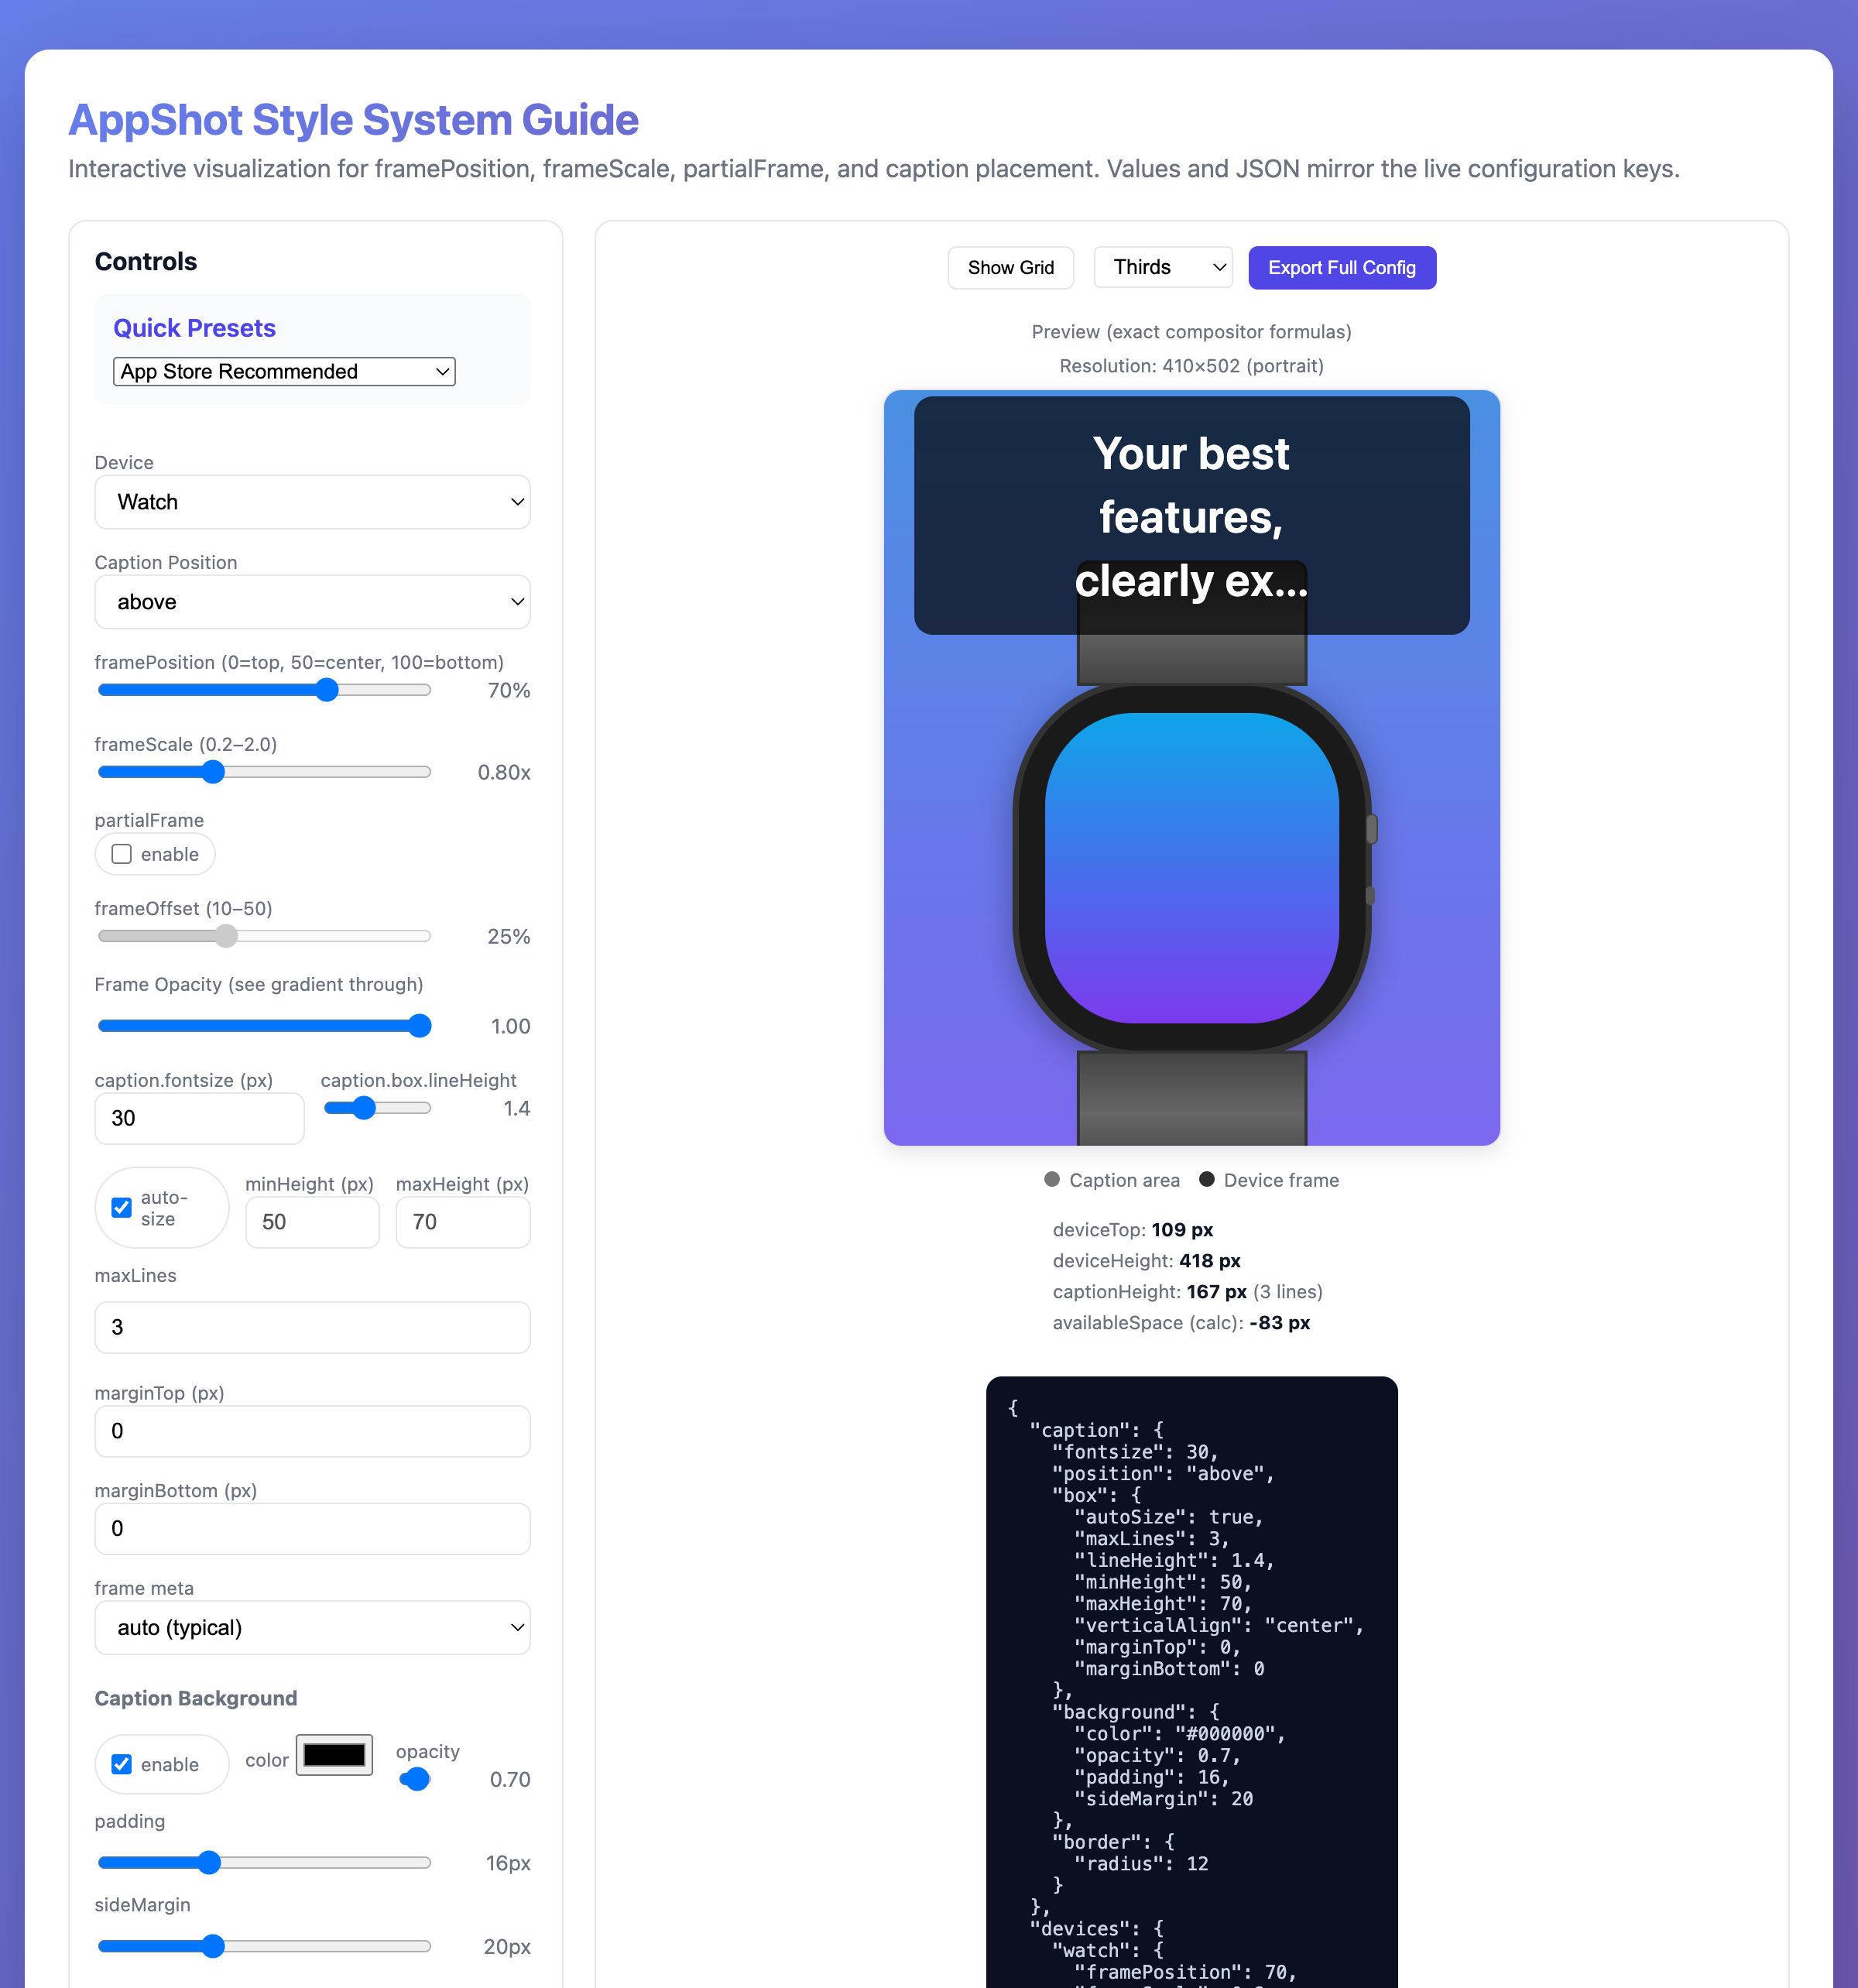 AppShot Style System Guide
Interactive visualization for framePosition, frameScale, partialFrame, and caption placement. Values and JSON mirror the live configuration keys.
Controls
Quick Presets
App Store Recommended
Device
Watch
Caption Position
above
framePosition (0=top, 50=center, 100=bottom)
70%
frameScale (0.2–2.0)
0.80x
partialFrame
enable
frameOffset (10–50)
25%
Frame Opacity (see gradient through)
1.00
caption.fontsize (px)
30
caption.box.lineHeight
1.4
auto-
size
minHeight (px)
50
maxHeight (px)
70
maxLines
3
marginTop (px)
0
marginBottom (px)
0
frame meta
auto (typical)
Caption Background
enable
color
opacity
0.70
padding
16px
sideMargin
20px
Show Grid
Thirds
Export Full Config
Preview (exact compositor formulas)
Resolution: 410×502 (portrait)
Your best
features,
clearly ex...
Caption area
Device frame
deviceTop: 109 px
deviceHeight: 418 px
captionHeight: 167 px (3 lines)
availableSpace (calc): -83 px
{
"caption": {
"fontsize": 30,
"position": "above",
"box": {
"autoSize": true,
"maxLines": 3,
"lineHeight": 1.4,
"minHeight": 50,
"maxHeight": 70,
"verticalAlign": "center",
"marginTop": 0,
"marginBottom": 0
},
"background": {
"color": "#000000",
"opacity": 0.7,
"padding": 16,
"sideMargin": 20
},
"border": {
"radius": 12
}
},
"devices": {
"watch": {
"framePosition": 70,